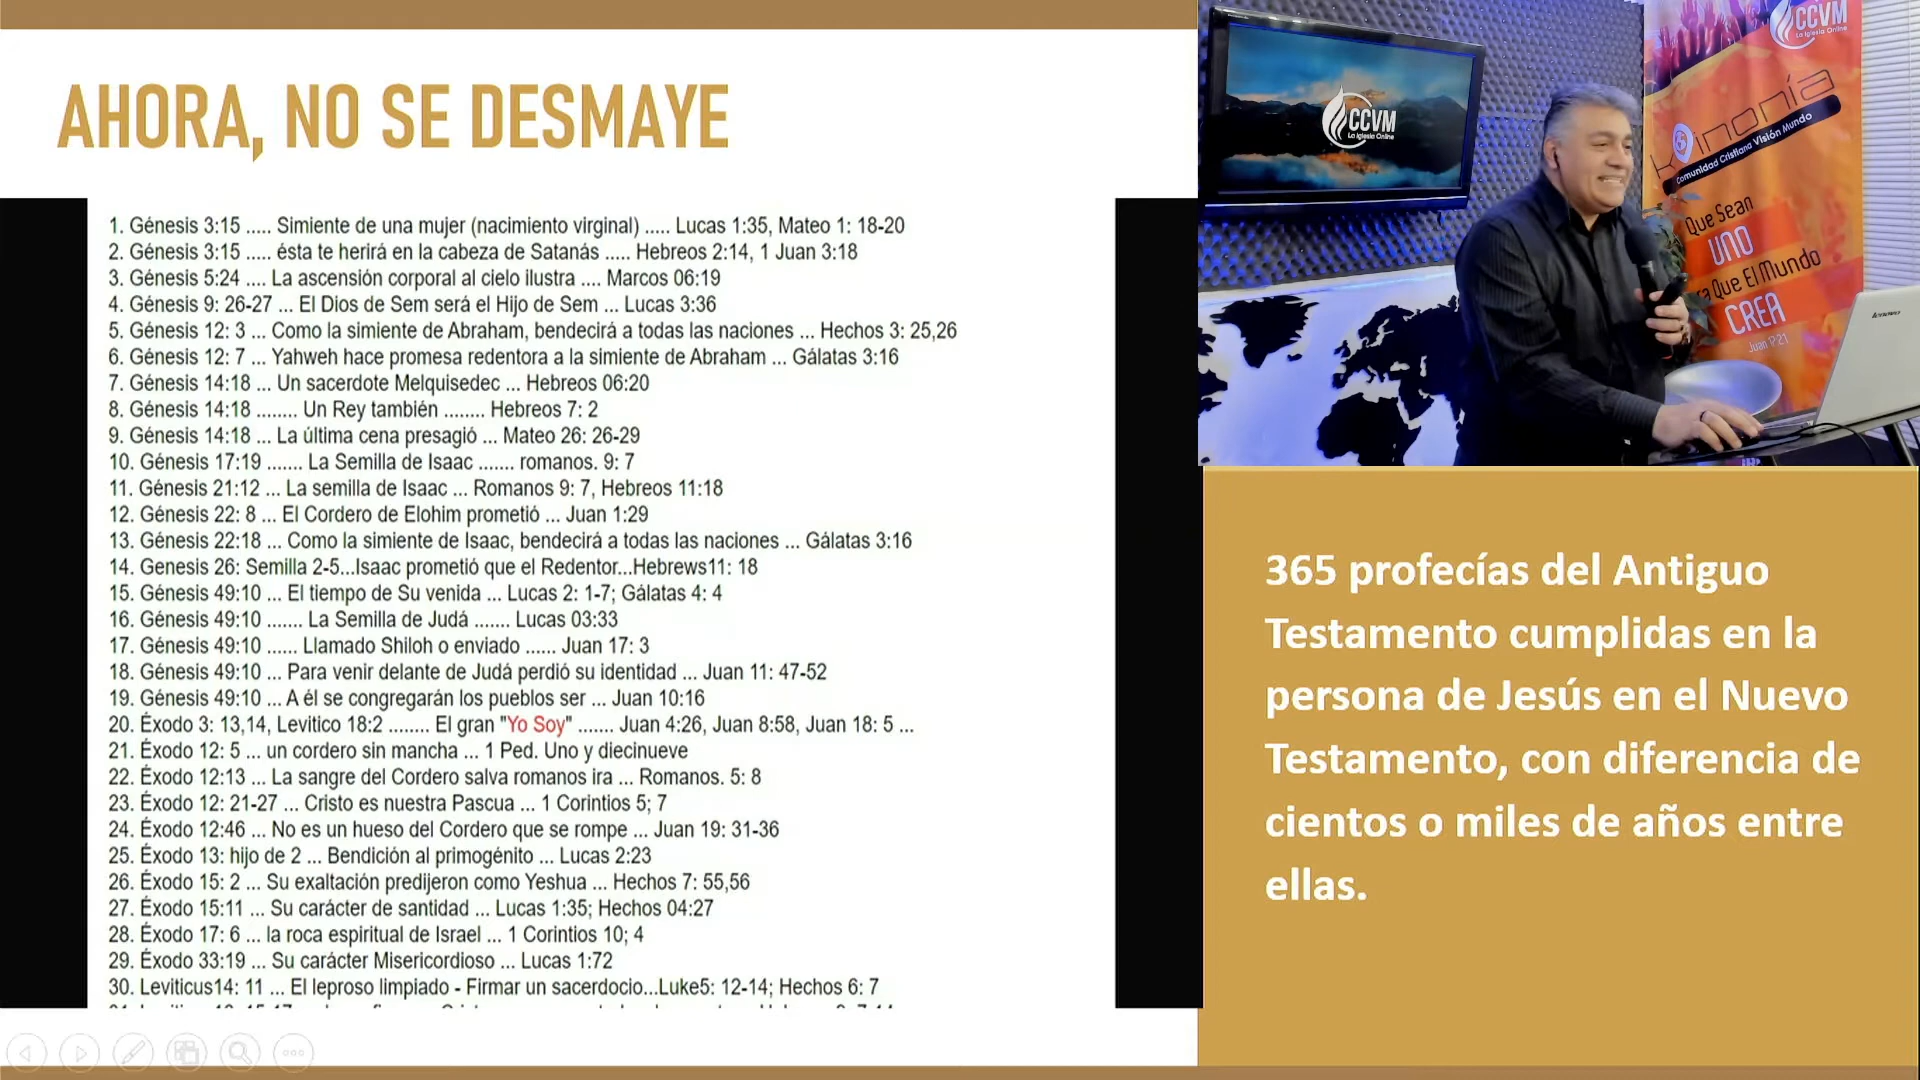 AHORA, NO SE DESMAYE
1. Génesis 3:15 ..... Simiente de una mujer (nacimiento virginal) ..... Lucas 1:35, Mateo 1: 18-20
2. Génesis 3:15 ..... ésta te herirá en la cabeza de Satanás ..... Hebreos 2:14, 1 Juan 3:18
3. Génesis 5:24 .... La ascensión corporal al cielo ilustra .... Marcos 06:19
4. Génesis 9: 26-27 ... El Dios de Sem será el Hijo de Sem ... Lucas 3:36
5. Génesis 12: 3 ... Como la simiente de Abraham, bendecirá a todas las naciones ... Hechos 3: 25,26
6. Génesis 12: 7 ... Yahweh hace promesa redentora a la simiente de Abraham ... Gálatas 3:16
7. Génesis 14:18 ... Un sacerdote Melquisedec ... Hebreos 06:20
8. Génesis 14:18 ........ Un Rey también ........ Hebreos 7: 2
9. Génesis 14:18 ... La última cena presagió ... Mateo 26: 26-29
10. Génesis 17:19 ....... La Semilla de Isaac ....... romanos. 9: 7
11. Génesis 21:12 ... La semilla de Isaac ... Romanos 9: 7, Hebreos 11:18
12. Génesis 22: 8 ... El Cordero de Elohim prometió ... Juan 1:29
13. Génesis 22:18 ... Como la simiente de Isaac, bendecirá a todas las naciones ... Gálatas 3:16
14. Genesis 26: Semilla 2-5...Isaac prometió que el Redentor...Hebrews11: 18
15. Génesis 49:10 ... El tiempo de Su venida ... Lucas 2: 1-7; Gálatas 4: 4
16. Génesis 49:10 ....... La Semilla de Judá ....... Lucas 03:33
17. Génesis 49:10 ...... Llamado Shiloh o enviado ...... Juan 17: 3
18. Génesis 49:10 ... Para venir delante de Judá perdió su identidad ... Juan 11: 47-52
19. Génesis 49:10 ... A él se congregarán los pueblos ser ... Juan 10:16
20. Éxodo 3: 13,14, Levitico 18:2 ........ El gran "Yo Soy" ....... Juan 4:26, Juan 8:58, Juan 18: 5 ...
21. Éxodo 12: 5 ... un cordero sin mancha ... 1 Ped. Uno y diecinueve
22. Éxodo 12:13 ... La sangre del Cordero salva romanos ira ... Romanos. 5: 8
23. Éxodo 12: 21-27 ... Cristo es nuestra Pascua ... 1 Corintios 5; 7
24. Éxodo 12:46 ... No es un hueso del Cordero que se rompe ... Juan 19: 31-36
25. Éxodo 13: hijo de 2 ... Bendición al primogénito ... Lucas 2:23
26. Éxodo 15: 2 ... Su exaltación predijeron como Yeshua ... Hechos 7: 55,56
27. Éxodo 15:11 ... Su carácter de santidad ... Lucas 1:35; Hechos 04:27
28. Éxodo 17: 6 ... la roca espiritual de Israel ... 1 Corintios 10; 4
29. Éxodo 33:19 ... Su carácter Misericordioso ... Lucas 1:72
30. Leviticus14: 11 ... El leproso limpiado - Firmar un sacerdocio...Luke5: 12-14; Hechos 6: 7
CCVM
La Iglesia Online
CCVM
La Iglesia Online
koinonía
Comunidad Cristiana Visión Mundo
Que Sean
UNO
Que El Mundo
CREA
Juan 17:21
Lenovo
365 profecías del Antiguo
Testamento cumplidas en la
persona de Jesús en el Nuevo
Testamento, con diferencia de
cientos o miles de años entre
ellas.